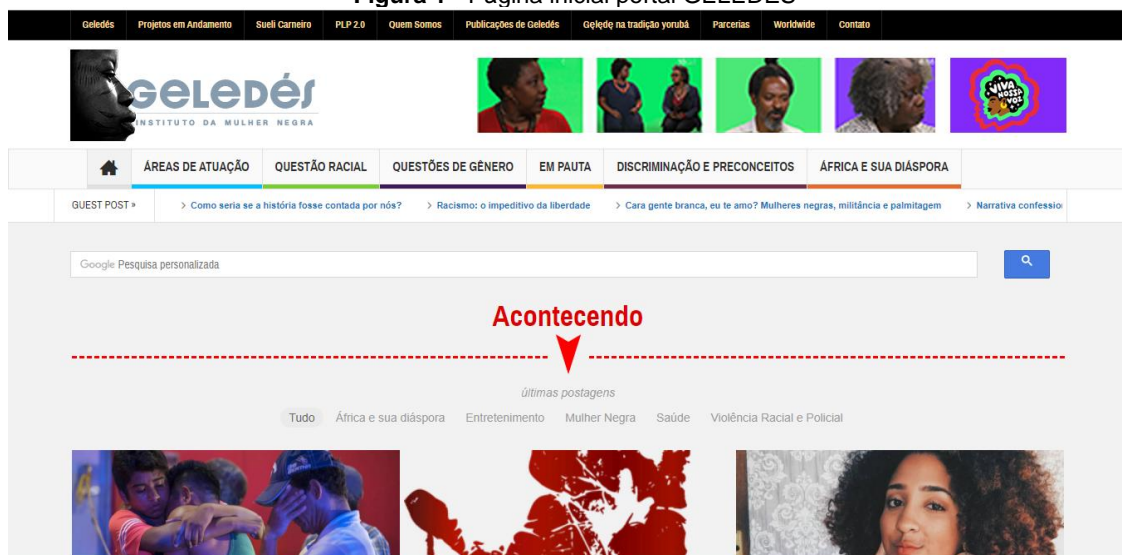 Figura 1 - Página inicial portal GELEDÉS
Geledés Projetos em Andamento Sueli Carneiro PLP 2.0 Quem Somos Publicações de Geledés Gẹlẹdẹ na tradição yorubá Parcerias Worldwide Contato
GELEDÉS
INSTITUTO DA MULHER NEGRA
VIVA NOSSA VOZ
ÁREAS DE ATUAÇÃO QUESTÃO RACIAL QUESTÕES DE GÊNERO EM PAUTA DISCRIMINAÇÃO E PRECONCEITOS ÁFRICA E SUA DIÁSPORA
GUEST POST » > Como seria se a história fosse contada por nós? > Racismo: o impeditivo da liberdade > Cara gente branca, eu te amo? Mulheres negras, militância e palmitagem > Narrativa confession
Google Pesquisa personalizada
Acontecendo
últimas postagens
Tudo África e sua diáspora Entretenimento Mulher Negra Saúde Violência Racial e Policial